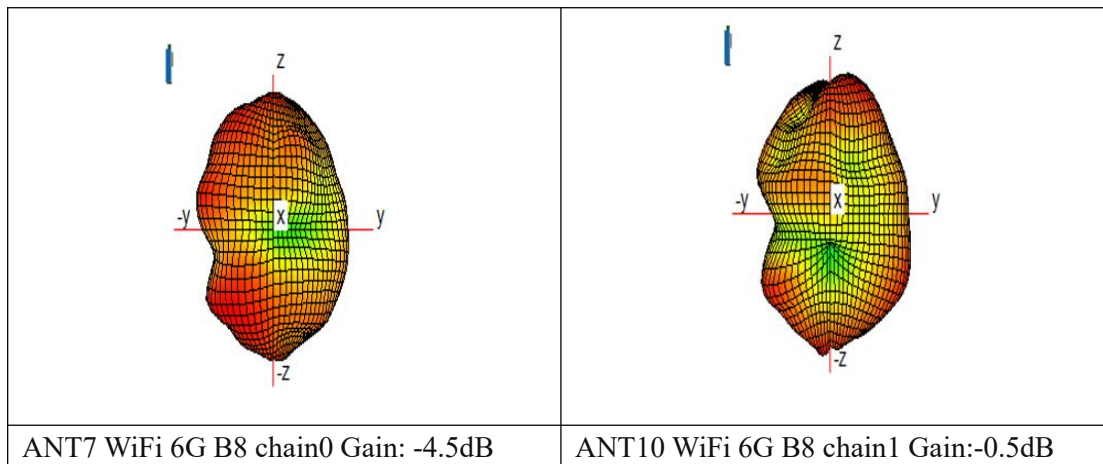 z
-y
x
y
-z
z
-y
x
y
-z
ANT7 WiFi 6G B8 chain0 Gain: -4.5dB
ANT10 WiFi 6G B8 chain1 Gain:-0.5dB